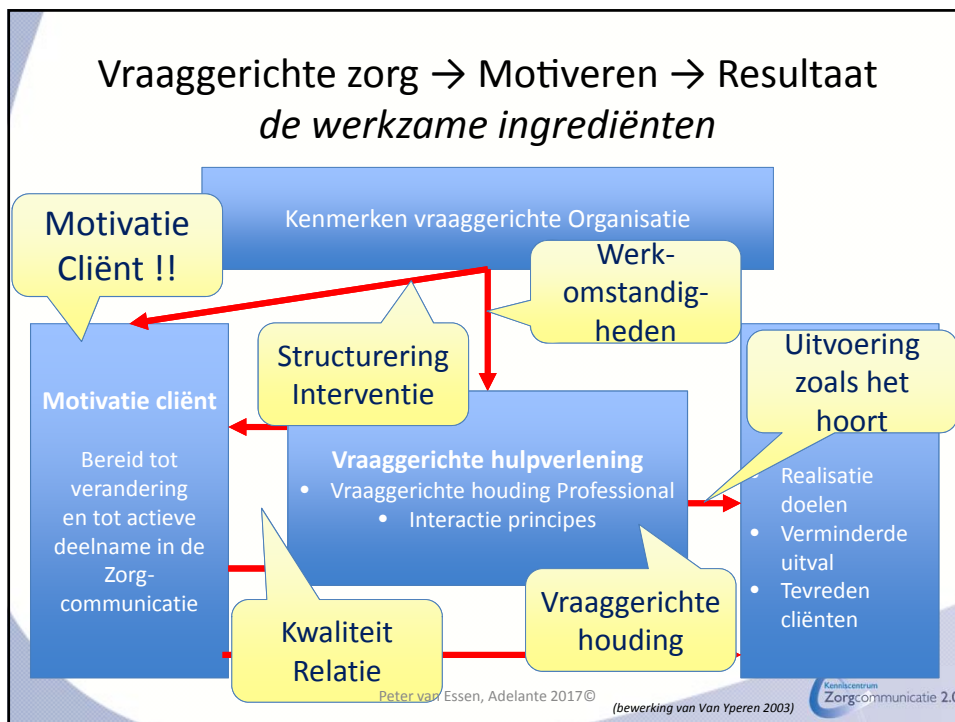 Vraaggerichte zorg → Motiveren → Resultaat
de werkzame ingrediënten
Kenmerken vraaggerichte Organisatie
Motivatie
Cliënt !!
Werk-
omstandig-
heden
Structurering
Interventie
Uitvoering
zoals het
hoort
Motivatie cliënt
Bereid tot
verandering
en tot actieve
deelname in de
Zorg-
communicatie
Vraaggerichte hulpverlening
• Vraaggerichte houding Professional
• Interactie principes
• Realisatie
doelen
• Verminderde
uitval
• Tevreden
cliënten
Kwaliteit
Relatie
Vraaggerichte
houding
Peter van Essen, Adelante 2017©
(bewerking van Van Yperen 2003)
Kenniscentrum
Zorgcommunicatie 2.0